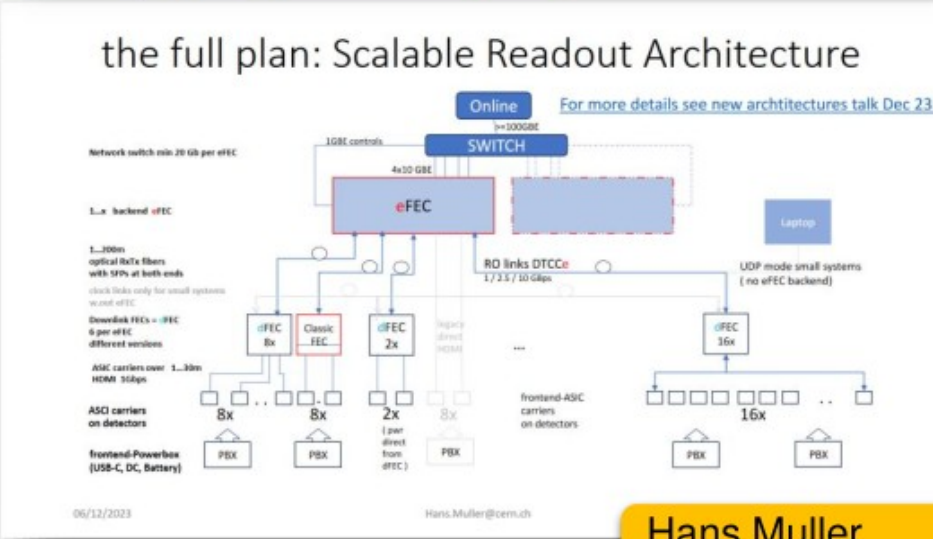 the full plan: Scalable Readout Architecture
Online
For more details see new archtitectures talk Dec 23
>=100GBE
1GBE controls
SWITCH
Network switch min 20 Gb per eFEC
4x10 GBE
eFEC
1...x backend eFEC
Laptop
1...200m
optical RxTx fibers
with SFPs at both ends
RO links DTCCe
1 / 2.5 / 10 GBps
UDP mode small systems
( no eFEC backend)
clock links only for small systems
w.out eFEC
Downlink FECs = dFEC
6 per eFEC
different versions
dFEC
8x
Classic
FEC
dFEC
2x
legacy
direct
HDMI
...
dFEC
16x
ASIC carriers over 1...30m
HDMI 5Gbps
ASCI carriers
on detectors
8x
8x
2x
8x
frontend-ASIC
carriers
on detectors
16x
( pwr
direct
from
dFEC )
frontend-Powerbox
(USB-C, DC, Battery)
PBX
PBX
PBX
PBX
PBX
06/12/2023
Hans.Muller@cern.ch
Hans Muller